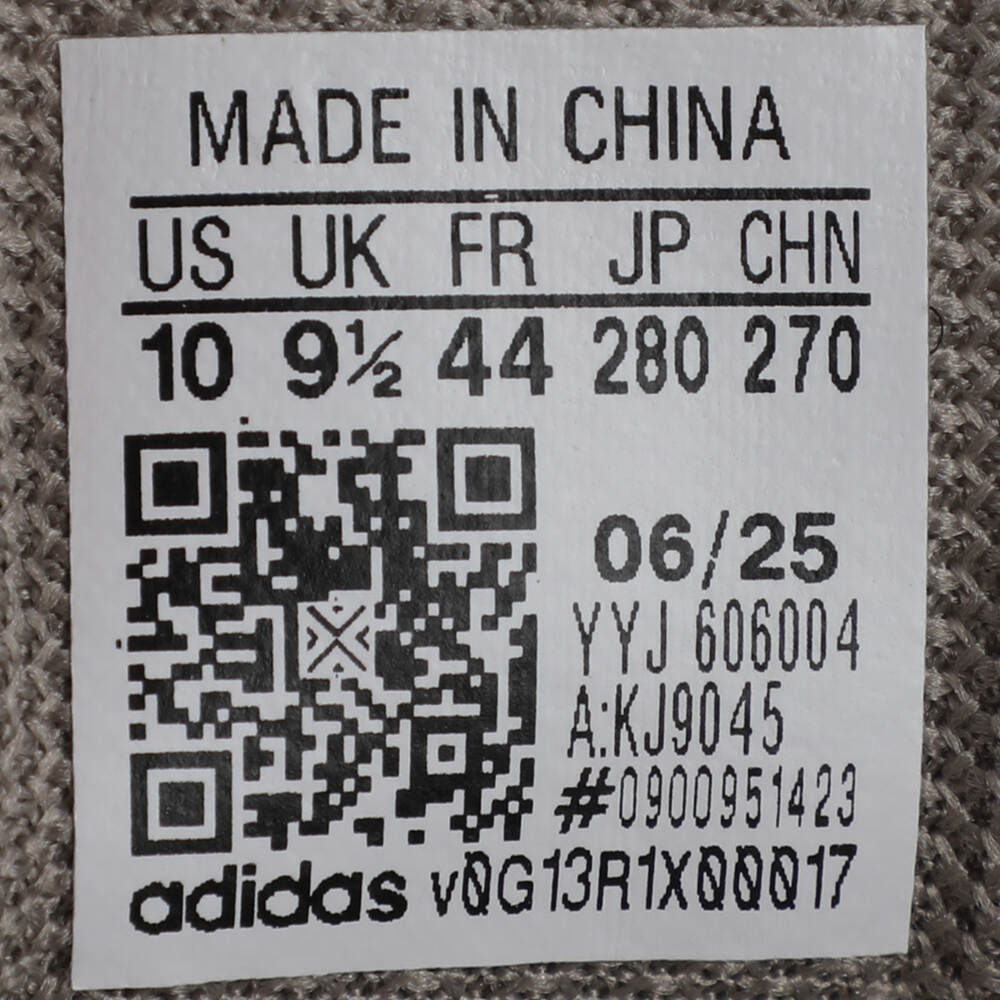 MADE IN CHINA
US UK FR JP CHN
10 9½ 44 280 270
06/25
YYJ 606004
A:KJ9045
#0900951423
adidas v0G13R1X00017